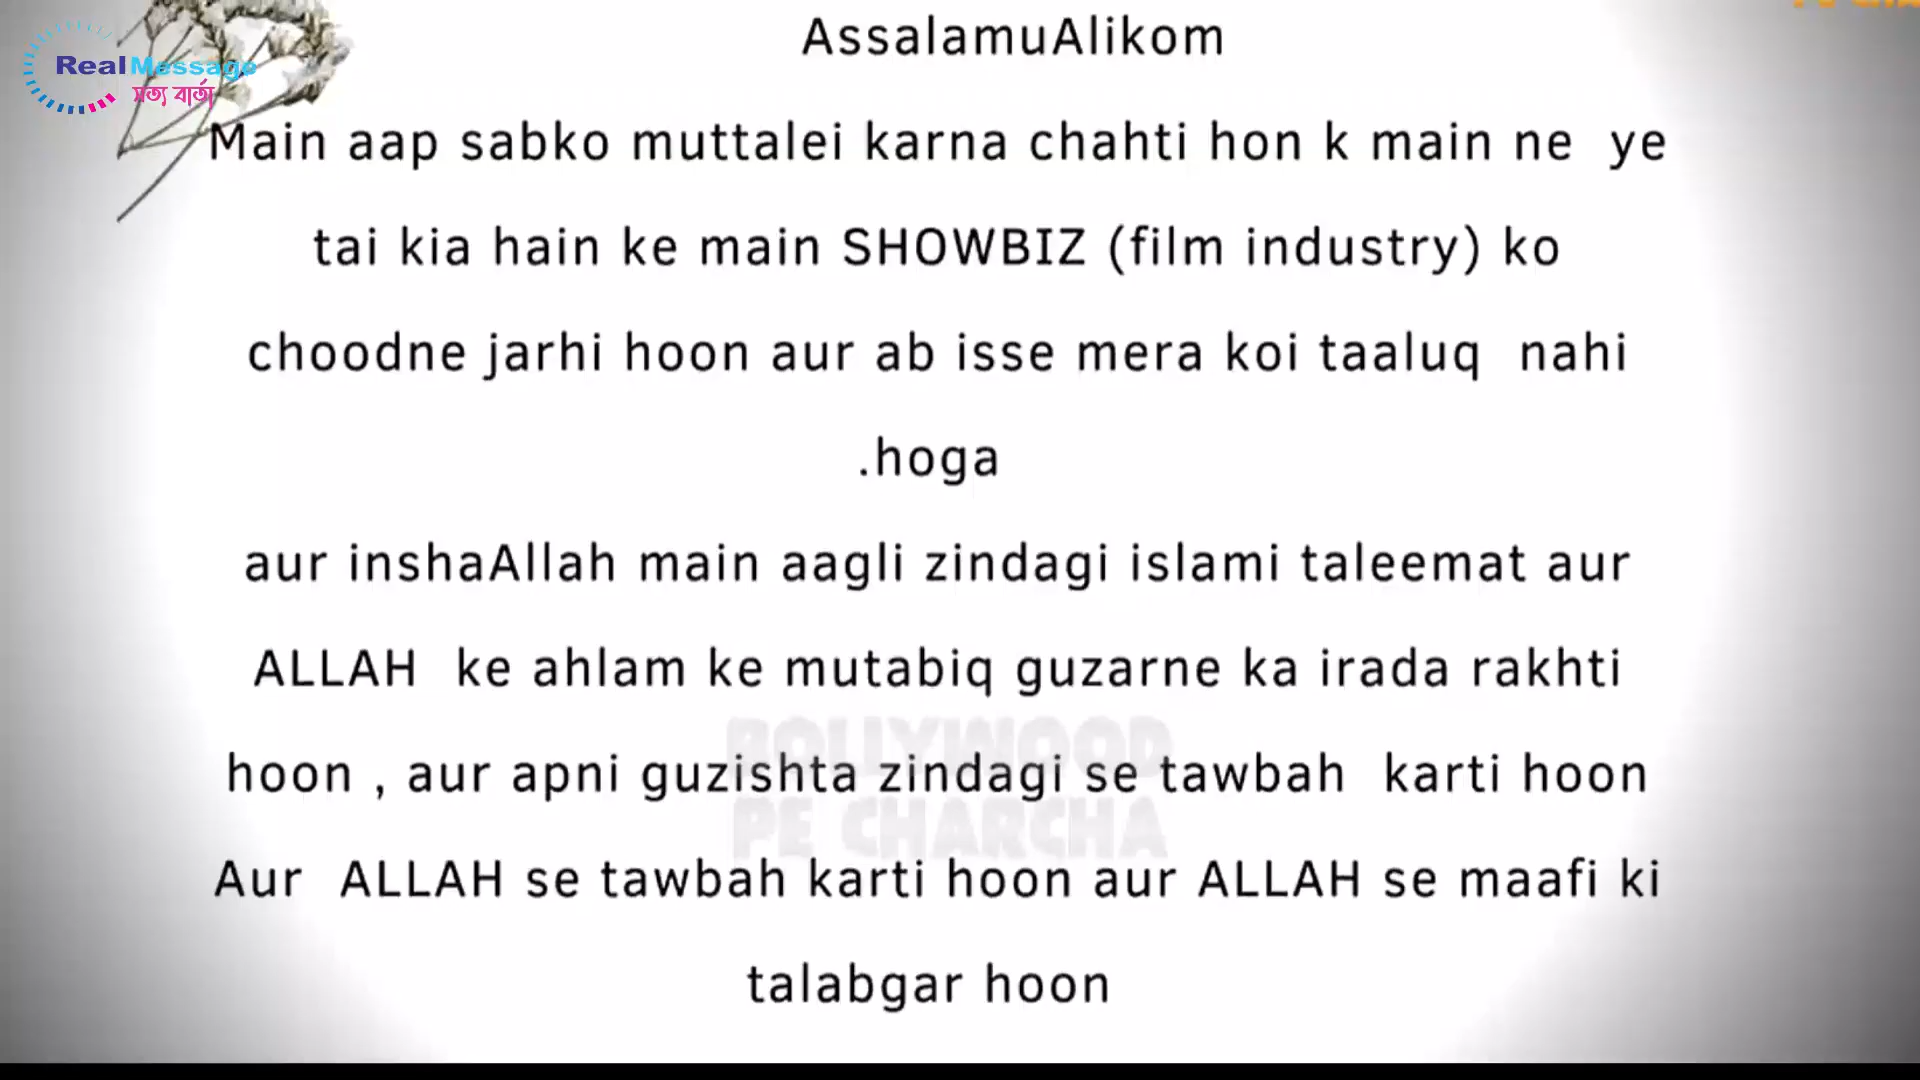 RealMessage
সত্য বার্তা
AssalamuAlikom
Main aap sabko muttalei karna chahti hon k main ne ye
tai kia hain ke main SHOWBIZ (film industry) ko
choodne jarhi hoon aur ab isse mera koi taaluq nahi
.hoga
aur inshaAllah main aagli zindagi islami taleemat aur
ALLAH ke ahlam ke mutabiq guzarne ka irada rakhti
BOLLYWOOD
hoon , aur apni guzishta zindagi se tawbah karti hoon
PE CHARCHA
Aur ALLAH se tawbah karti hoon aur ALLAH se maafi ki
talabgar hoon